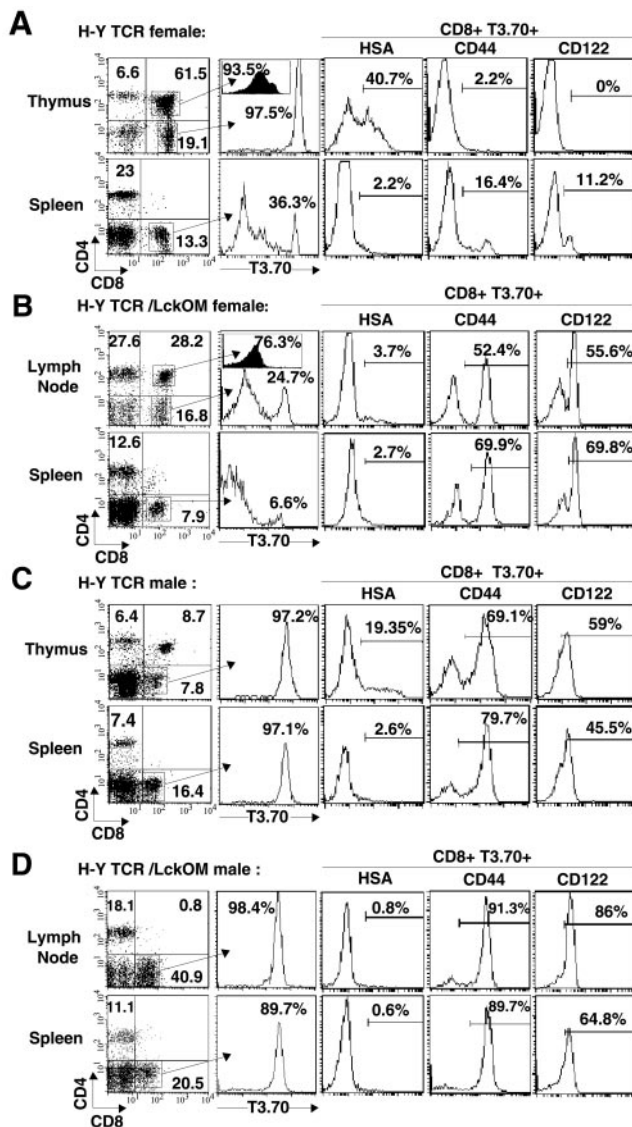 A
H-Y TCR female:
CD8+ T3.70+
HSA
CD44
CD122
Thymus
6.6
61.5
19.1
93.5%
97.5%
40.7%
2.2%
0%
Spleen
23
13.3
36.3%
2.2%
16.4%
11.2%
CD4
CD8
T3.70
B
H-Y TCR /LckOM female:
CD8+ T3.70+
HSA
CD44
CD122
Lymph
Node
27.6
28.2
16.8
76.3%
24.7%
3.7%
52.4%
55.6%
Spleen
12.6
7.9
6.6%
2.7%
69.9%
69.8%
CD4
CD8
T3.70
C
H-Y TCR male :
CD8+ T3.70+
HSA
CD44
CD122
Thymus
6.4
8.7
7.8
97.2%
19.35%
69.1%
59%
Spleen
7.4
16.4
97.1%
2.6%
79.7%
45.5%
CD4
CD8
T3.70
D
H-Y TCR /LckOM male :
CD8+ T3.70+
HSA
CD44
CD122
Lymph
Node
18.1
0.8
40.9
98.4%
0.8%
91.3%
86%
Spleen
11.1
20.5
89.7%
0.6%
89.7%
64.8%
CD4
CD8
T3.70